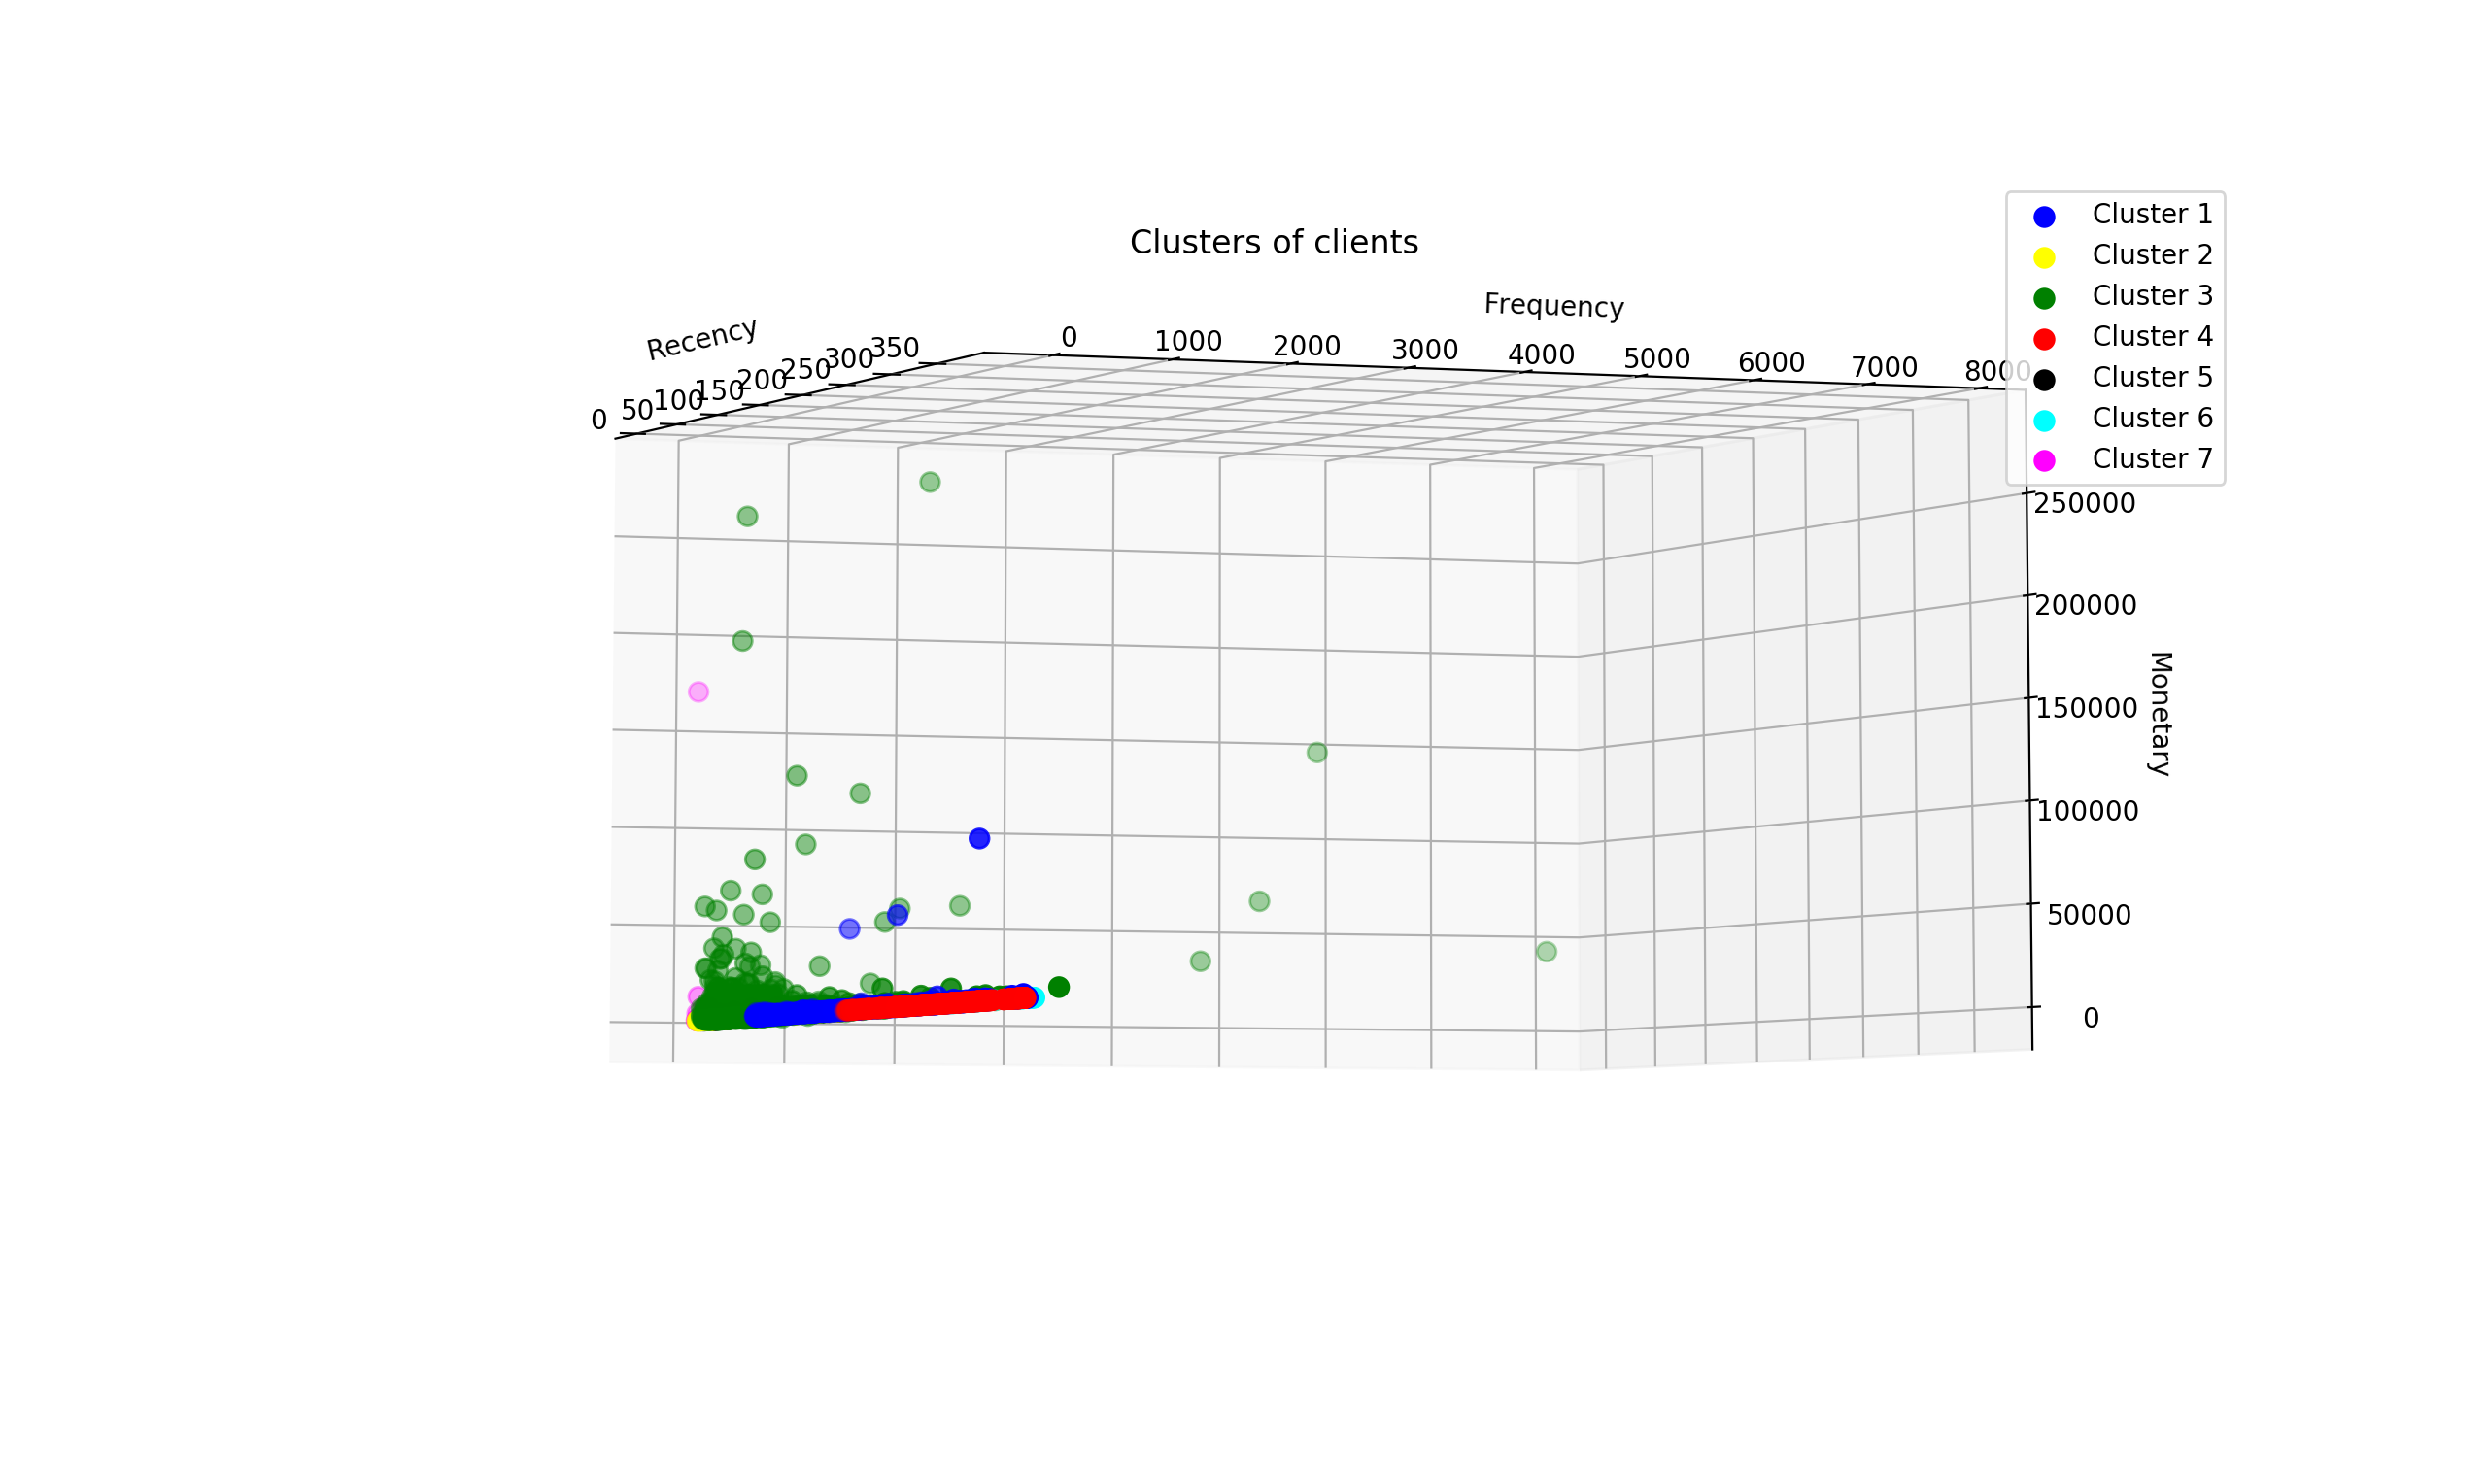 Clusters of clients
Cluster 1
Cluster 2
Cluster 3
Cluster 4
Cluster 5
Cluster 6
Cluster 7
Recency
0 50 100 150 200 250 300 350
Frequency
0 1000 2000 3000 4000 5000 6000 7000 8000
Monetary
250000
200000
150000
100000
50000
0